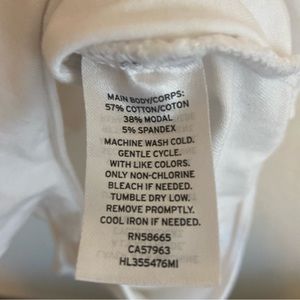 MAIN BODY/CORPS:
57% COTTON/COTON
38% MODAL
5% SPANDEX
MACHINE WASH COLD.
GENTLE CYCLE.
WITH LIKE COLORS.
ONLY NON-CHLORINE
BLEACH IF NEEDED.
TUMBLE DRY LOW.
REMOVE PROMPTLY.
COOL IRON IF NEEDED.
RN58665
CA57963
HL355476MI